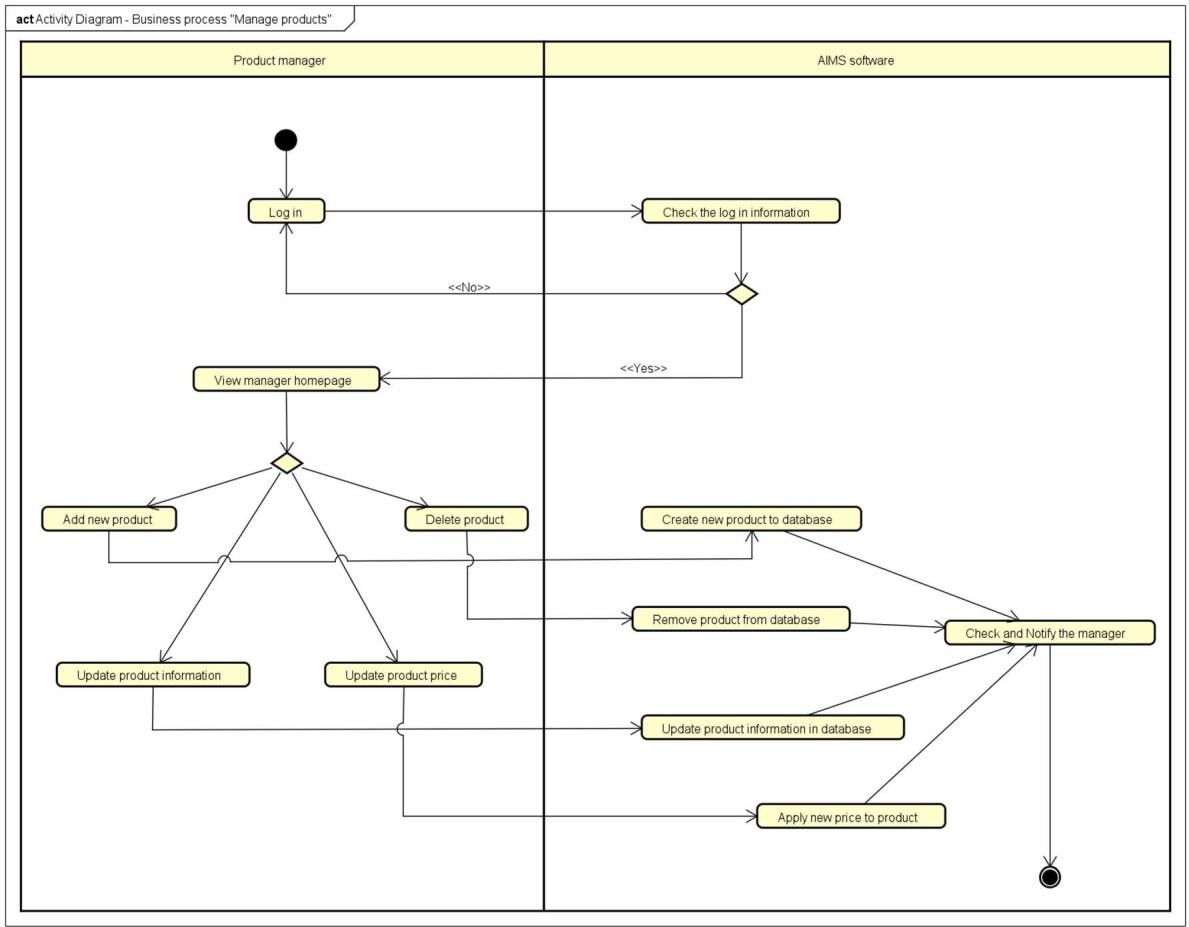 act Activity Diagram - Business process "Manage products"
Product manager
AIMS software
Log in
Check the log in information
<<No>>
<<Yes>>
View manager homepage
Add new product
Delete product
Create new product to database
Remove product from database
Check and Notify the manager
Update product information
Update product price
Update product information in database
Apply new price to product